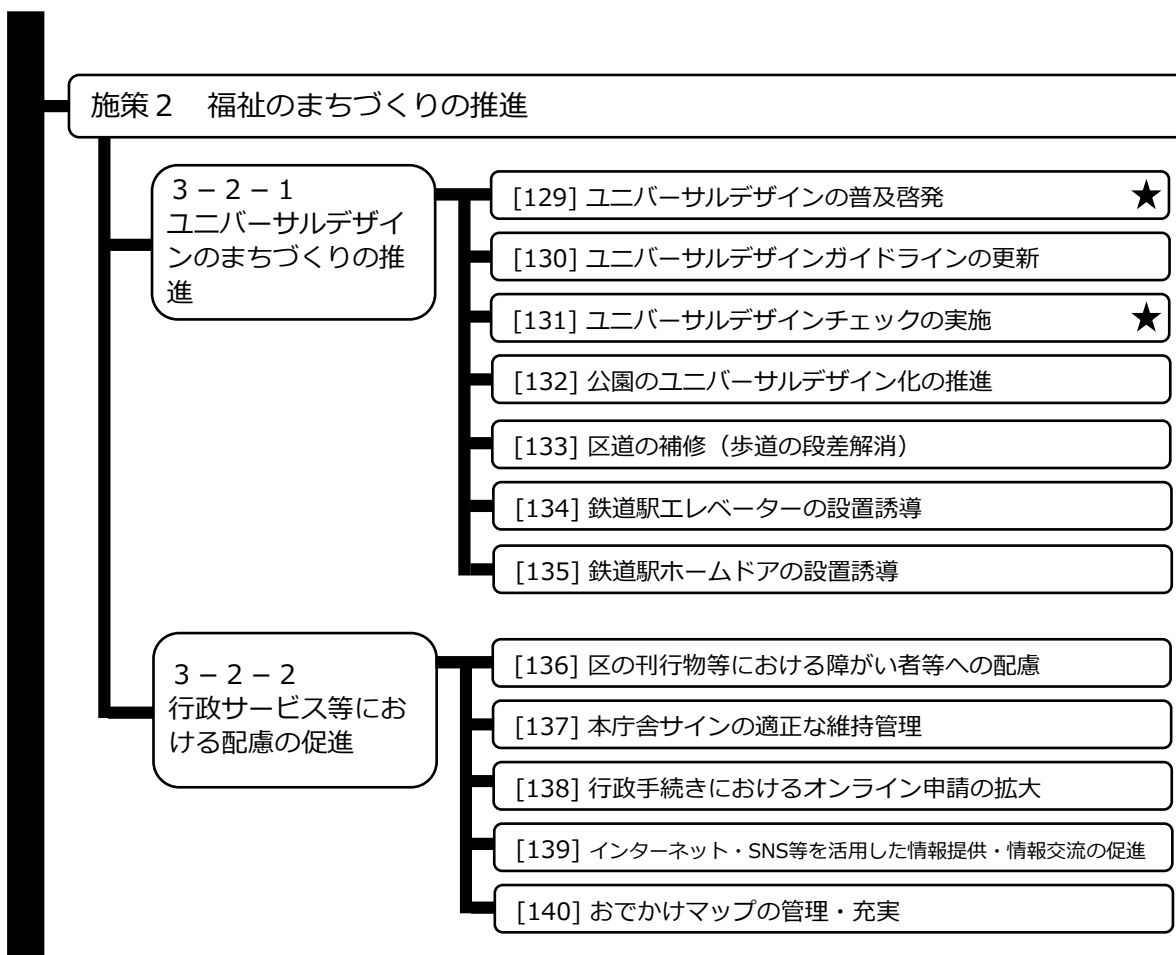 施策２　福祉のまちづくりの推進
３－２－１
ユニバーサルデザイ
ンのまちづくりの推
進
[129] ユニバーサルデザインの普及啓発 ★
[130] ユニバーサルデザインガイドラインの更新
[131] ユニバーサルデザインチェックの実施 ★
[132] 公園のユニバーサルデザイン化の推進
[133] 区道の補修（歩道の段差解消）
[134] 鉄道駅エレベーターの設置誘導
[135] 鉄道駅ホームドアの設置誘導
３－２－２
行政サービス等にお
ける配慮の促進
[136] 区の刊行物等における障がい者等への配慮
[137] 本庁舎サインの適正な維持管理
[138] 行政手続きにおけるオンライン申請の拡大
[139] インターネット・SNS等を活用した情報提供・情報交流の促進
[140] おでかけマップの管理・充実